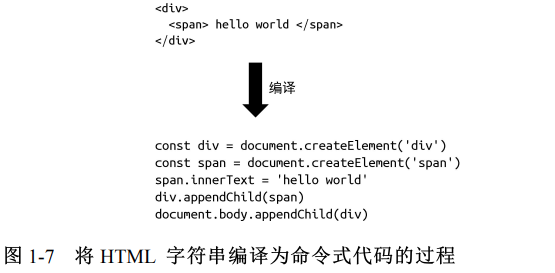 <div>
  <span> hello world </span>
</div>
编译
const div = document.createElement('div')
const span = document.createElement('span')
span.innerText = 'hello world'
div.appendChild(span)
document.body.appendChild(div)
图 1-7 将 HTML 字符串编译为命令式代码的过程